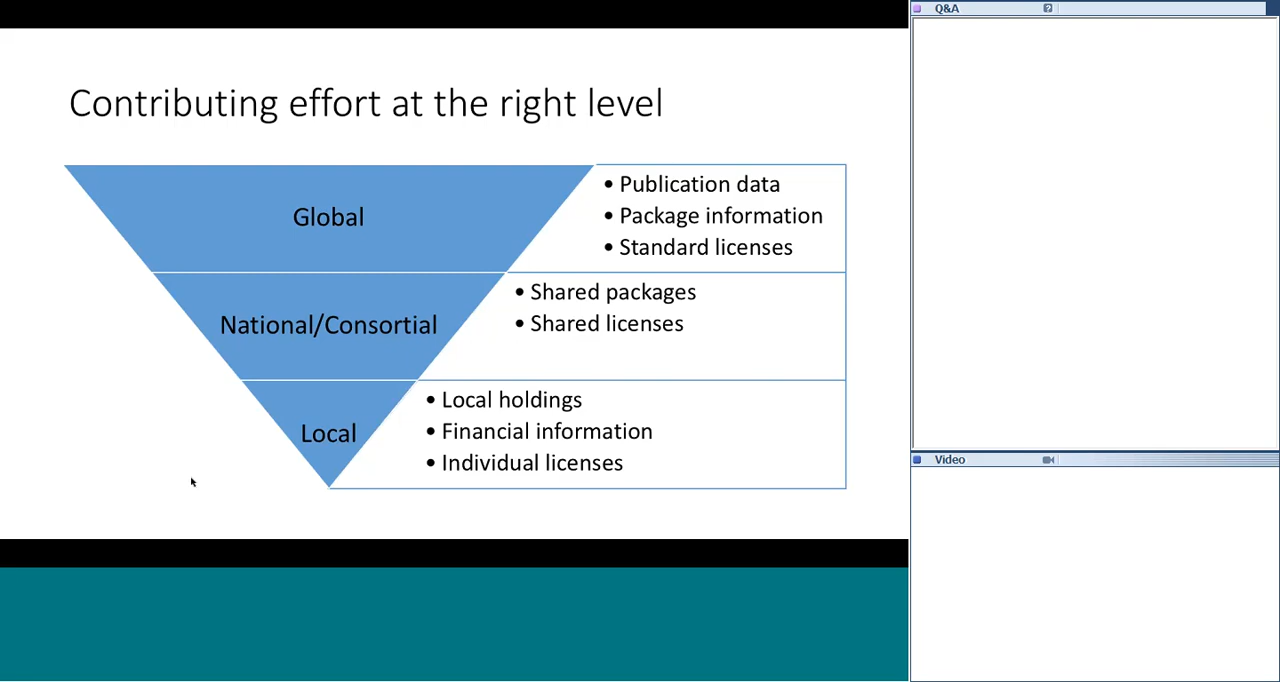 Contributing effort at the right level
Global
• Publication data
• Package information
• Standard licenses
National/Consortial
• Shared packages
• Shared licenses
Local
• Local holdings
• Financial information
• Individual licenses
Q&A
?
Video